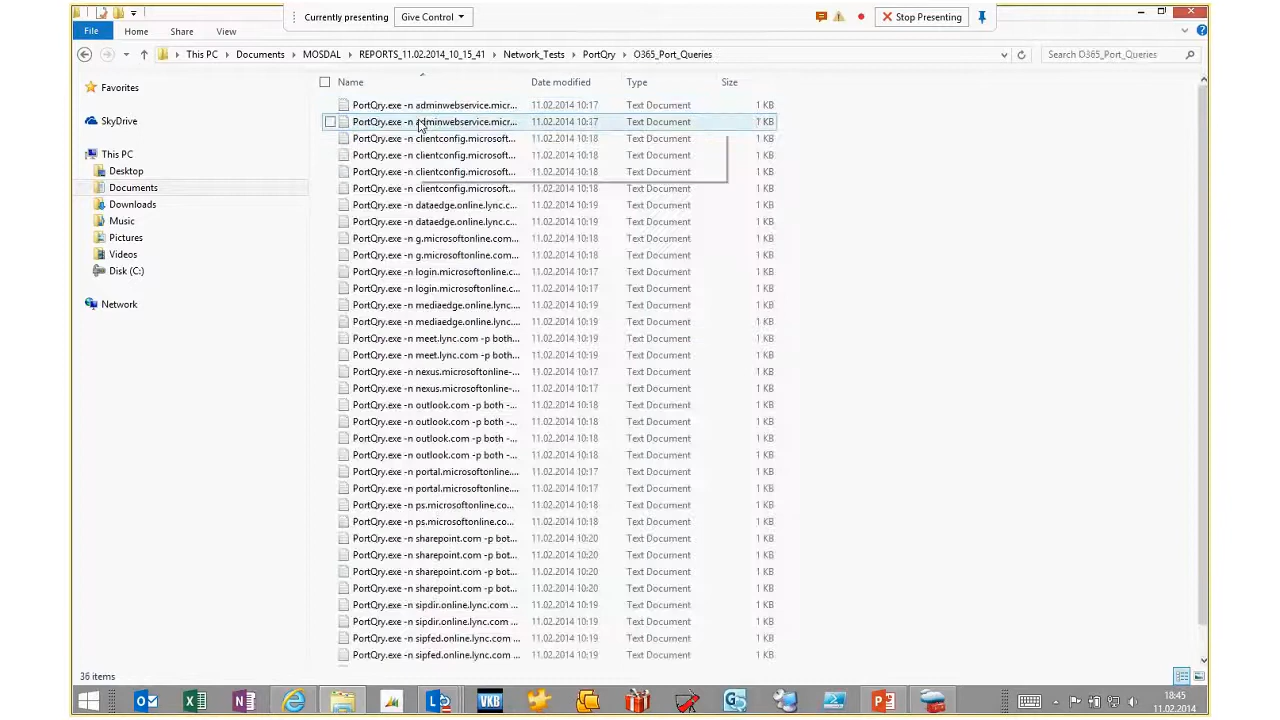 Currently presenting
Give Control
Stop Presenting
File
Home
Share
View
This PC
Documents
MOSDAL
REPORTS_11.02.2014_10_15_41
Network_Tests
PortQry
O365_Port_Queries
Search O365_Port_Queries
Favorites
SkyDrive
This PC
Desktop
Documents
Downloads
Music
Pictures
Videos
Disk (C:)
Network
Name Date modified Type Size
PortQry.exe -n adminwebservice.micr... 11.02.2014 10:17 Text Document 1 KB
PortQry.exe -n adminwebservice.micr... 11.02.2014 10:17 Text Document 1 KB
PortQry.exe -n clientconfig.microsoft... 11.02.2014 10:18 Text Document 1 KB
PortQry.exe -n clientconfig.microsoft... 11.02.2014 10:18 Text Document 1 KB
PortQry.exe -n clientconfig.microsoft... 11.02.2014 10:18 Text Document 1 KB
PortQry.exe -n clientconfig.microsoft... 11.02.2014 10:18 Text Document 1 KB
PortQry.exe -n dataedge.online.lync.c... 11.02.2014 10:19 Text Document 1 KB
PortQry.exe -n dataedge.online.lync.c... 11.02.2014 10:19 Text Document 1 KB
PortQry.exe -n g.microsoftonline.com... 11.02.2014 10:18 Text Document 1 KB
PortQry.exe -n g.microsoftonline.com... 11.02.2014 10:18 Text Document 1 KB
PortQry.exe -n login.microsoftonline.c... 11.02.2014 10:17 Text Document 1 KB
PortQry.exe -n login.microsoftonline.c... 11.02.2014 10:17 Text Document 1 KB
PortQry.exe -n mediaedge.online.lync... 11.02.2014 10:19 Text Document 1 KB
PortQry.exe -n mediaedge.online.lync... 11.02.2014 10:19 Text Document 1 KB
PortQry.exe -n meet.lync.com -p both... 11.02.2014 10:19 Text Document 1 KB
PortQry.exe -n meet.lync.com -p both... 11.02.2014 10:19 Text Document 1 KB
PortQry.exe -n nexus.microsoftonline-... 11.02.2014 10:17 Text Document 1 KB
PortQry.exe -n nexus.microsoftonline-... 11.02.2014 10:17 Text Document 1 KB
PortQry.exe -n outlook.com -p both -... 11.02.2014 10:18 Text Document 1 KB
PortQry.exe -n outlook.com -p both -... 11.02.2014 10:18 Text Document 1 KB
PortQry.exe -n outlook.com -p both -... 11.02.2014 10:18 Text Document 1 KB
PortQry.exe -n outlook.com -p both -... 11.02.2014 10:18 Text Document 1 KB
PortQry.exe -n portal.microsoftonline.... 11.02.2014 10:17 Text Document 1 KB
PortQry.exe -n portal.microsoftonline.... 11.02.2014 10:17 Text Document 1 KB
PortQry.exe -n ps.microsoftonline.co... 11.02.2014 10:18 Text Document 1 KB
PortQry.exe -n ps.microsoftonline.co... 11.02.2014 10:18 Text Document 1 KB
PortQry.exe -n sharepoint.com -p bot... 11.02.2014 10:20 Text Document 1 KB
PortQry.exe -n sharepoint.com -p bot... 11.02.2014 10:20 Text Document 1 KB
PortQry.exe -n sharepoint.com -p bot... 11.02.2014 10:20 Text Document 1 KB
PortQry.exe -n sharepoint.com -p bot... 11.02.2014 10:20 Text Document 1 KB
PortQry.exe -n sipdir.online.lync.com ... 11.02.2014 10:19 Text Document 1 KB
PortQry.exe -n sipdir.online.lync.com ... 11.02.2014 10:19 Text Document 1 KB
PortQry.exe -n sipfed.online.lync.com ... 11.02.2014 10:19 Text Document 1 KB
PortQry.exe -n sipfed.online.lync.com ... 11.02.2014 10:19 Text Document 1 KB
36 items
VKB
18:45
11.02.2014